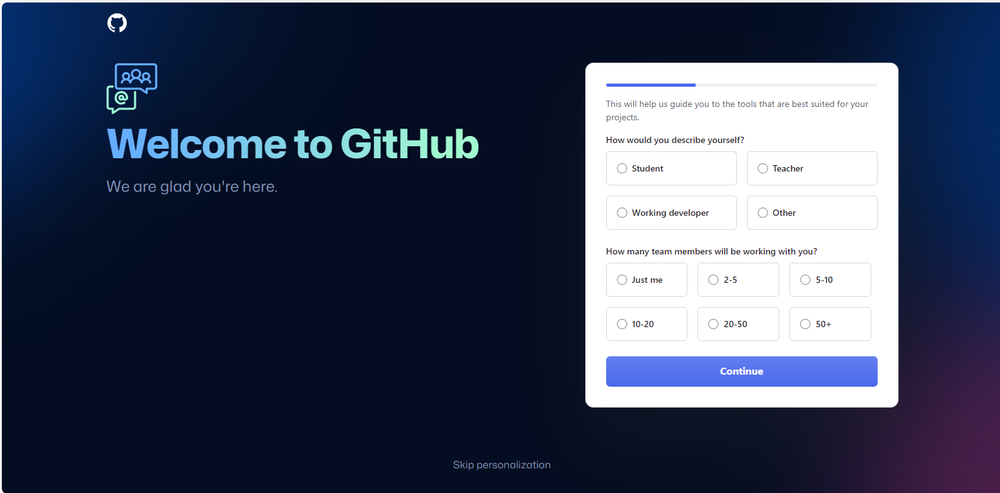 @
Welcome to GitHub
We are glad you're here.
This will help us guide you to the tools that are best suited for your
projects.
How would you describe yourself?
Student
Teacher
Working developer
Other
How many team members will be working with you?
Just me
2-5
5-10
10-20
20-50
50+
Continue
Skip personalization